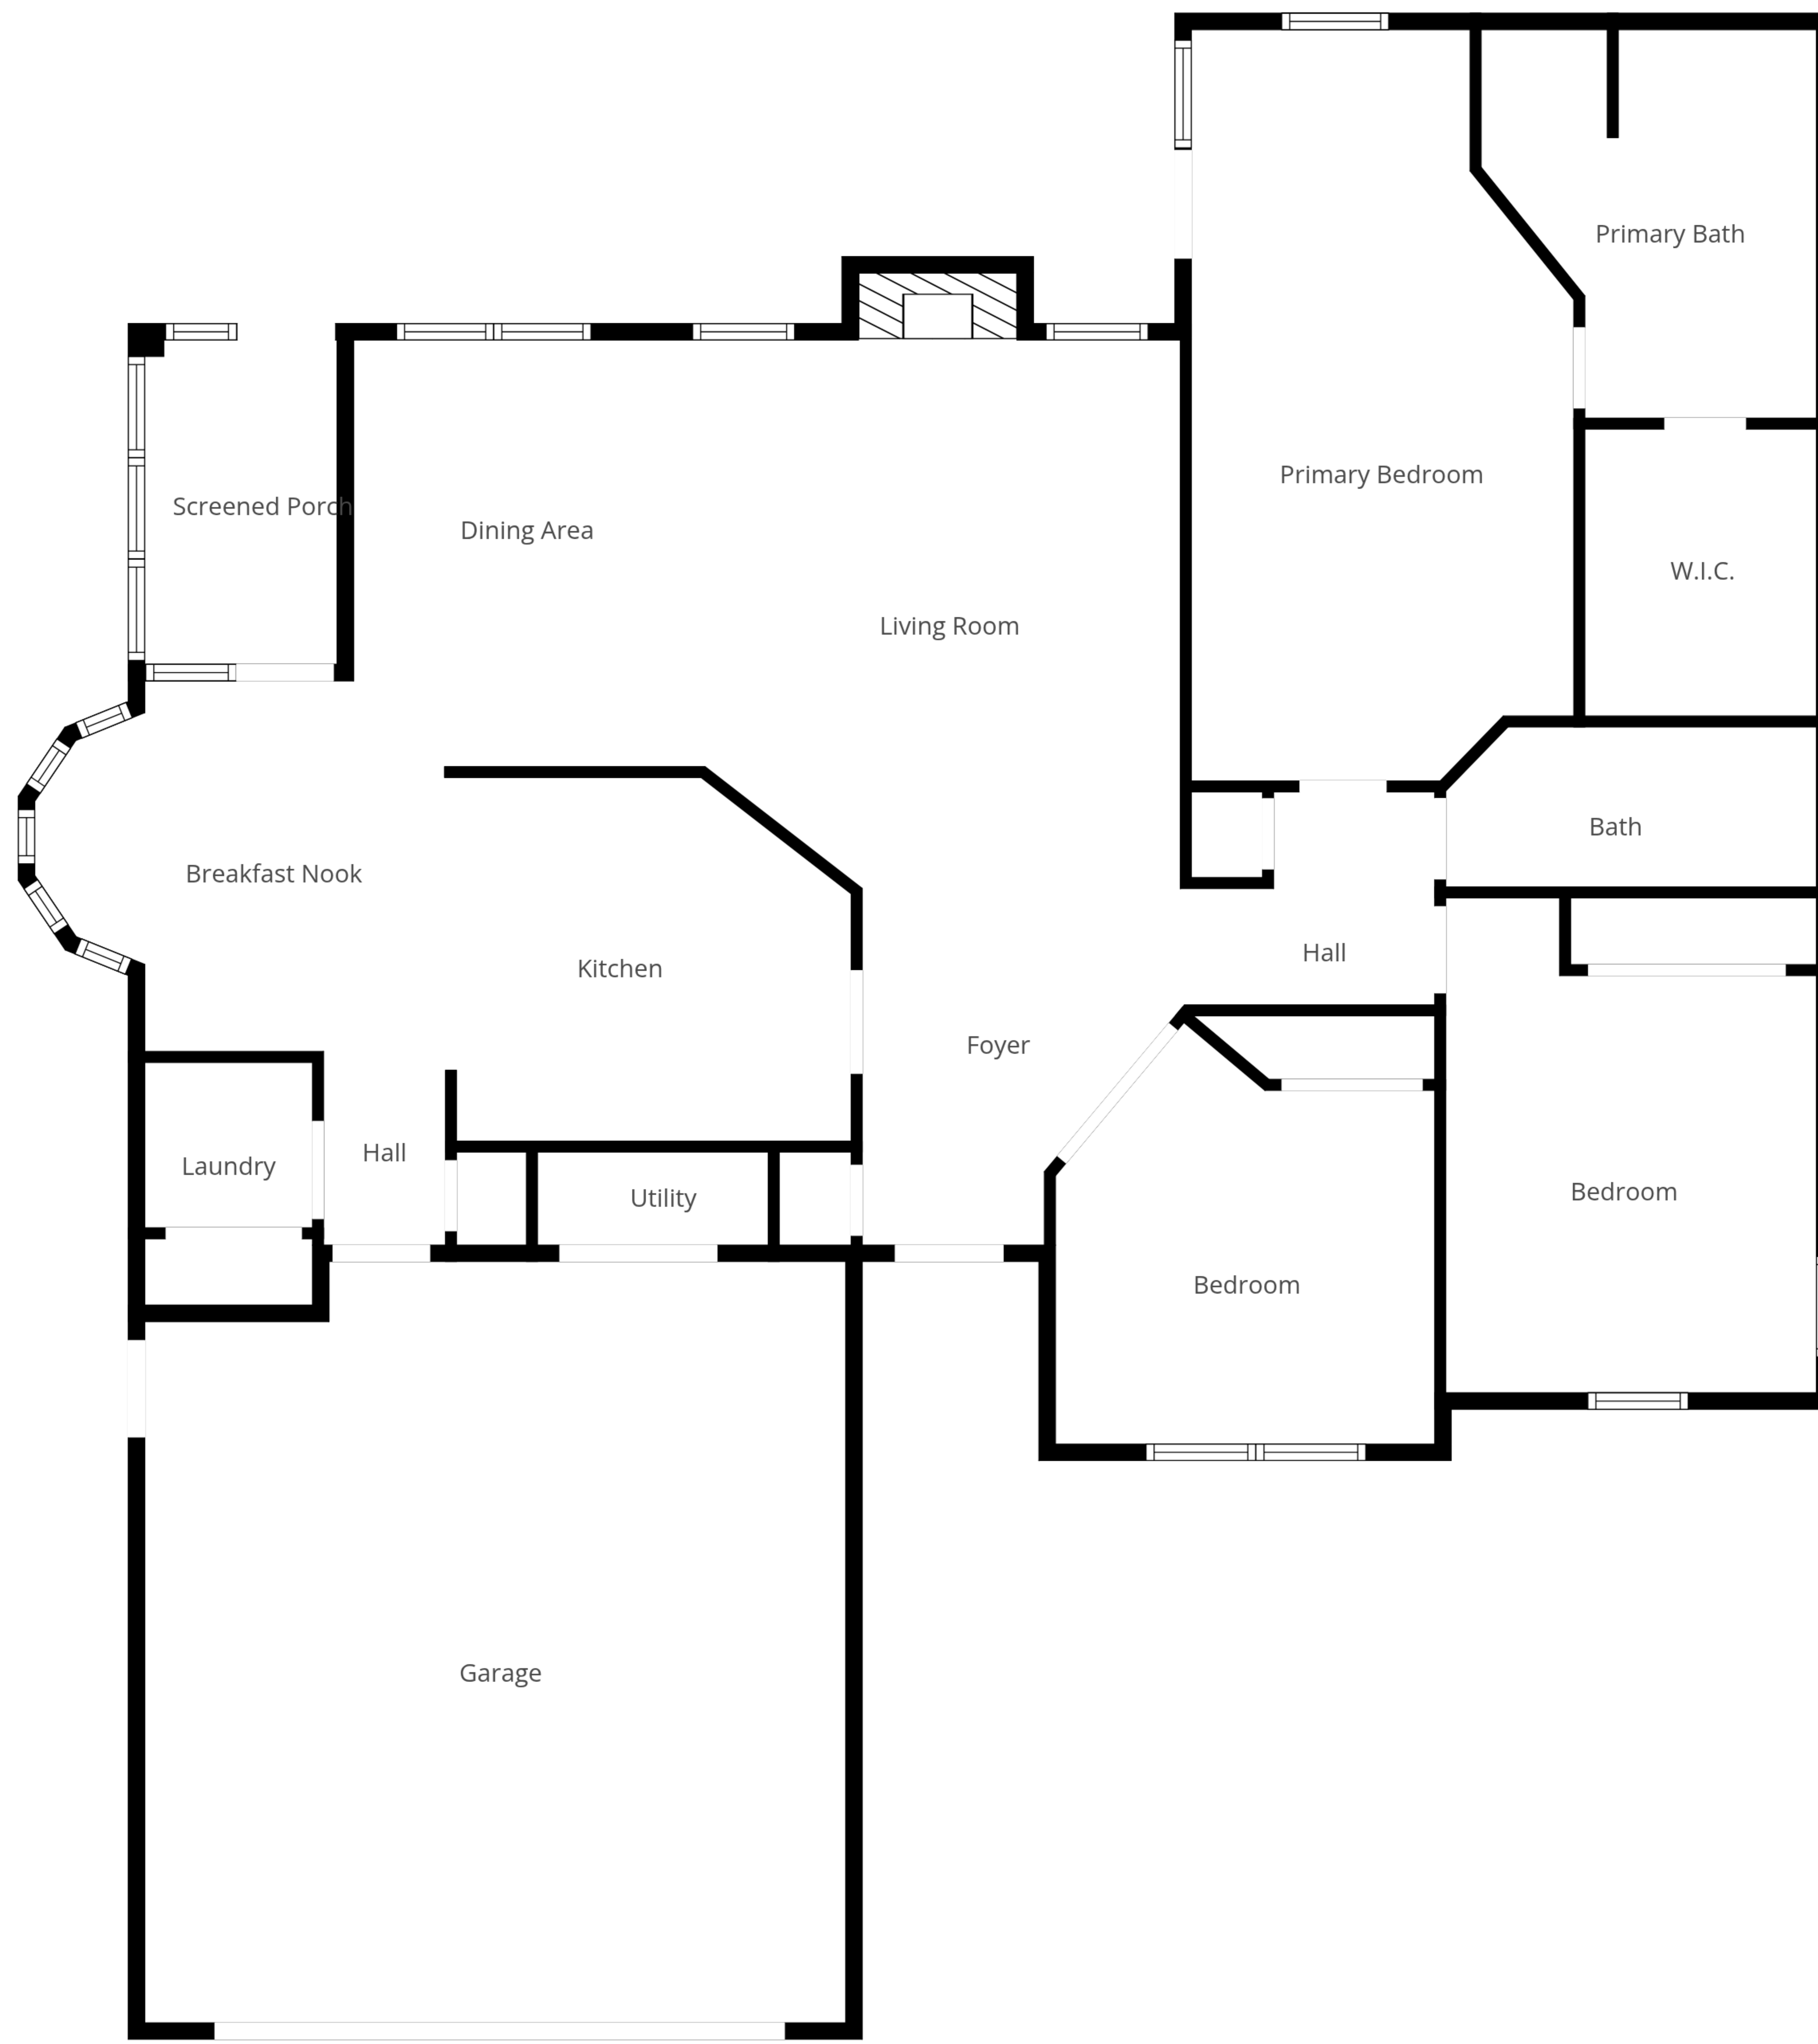 Primary Bath
Primary Bedroom
Screened Porch
Dining Area
W.I.C.
Living Room
Bath
Breakfast Nook
Hall
Kitchen
Foyer
Hall
Laundry
Bedroom
Utility
Bedroom
Garage